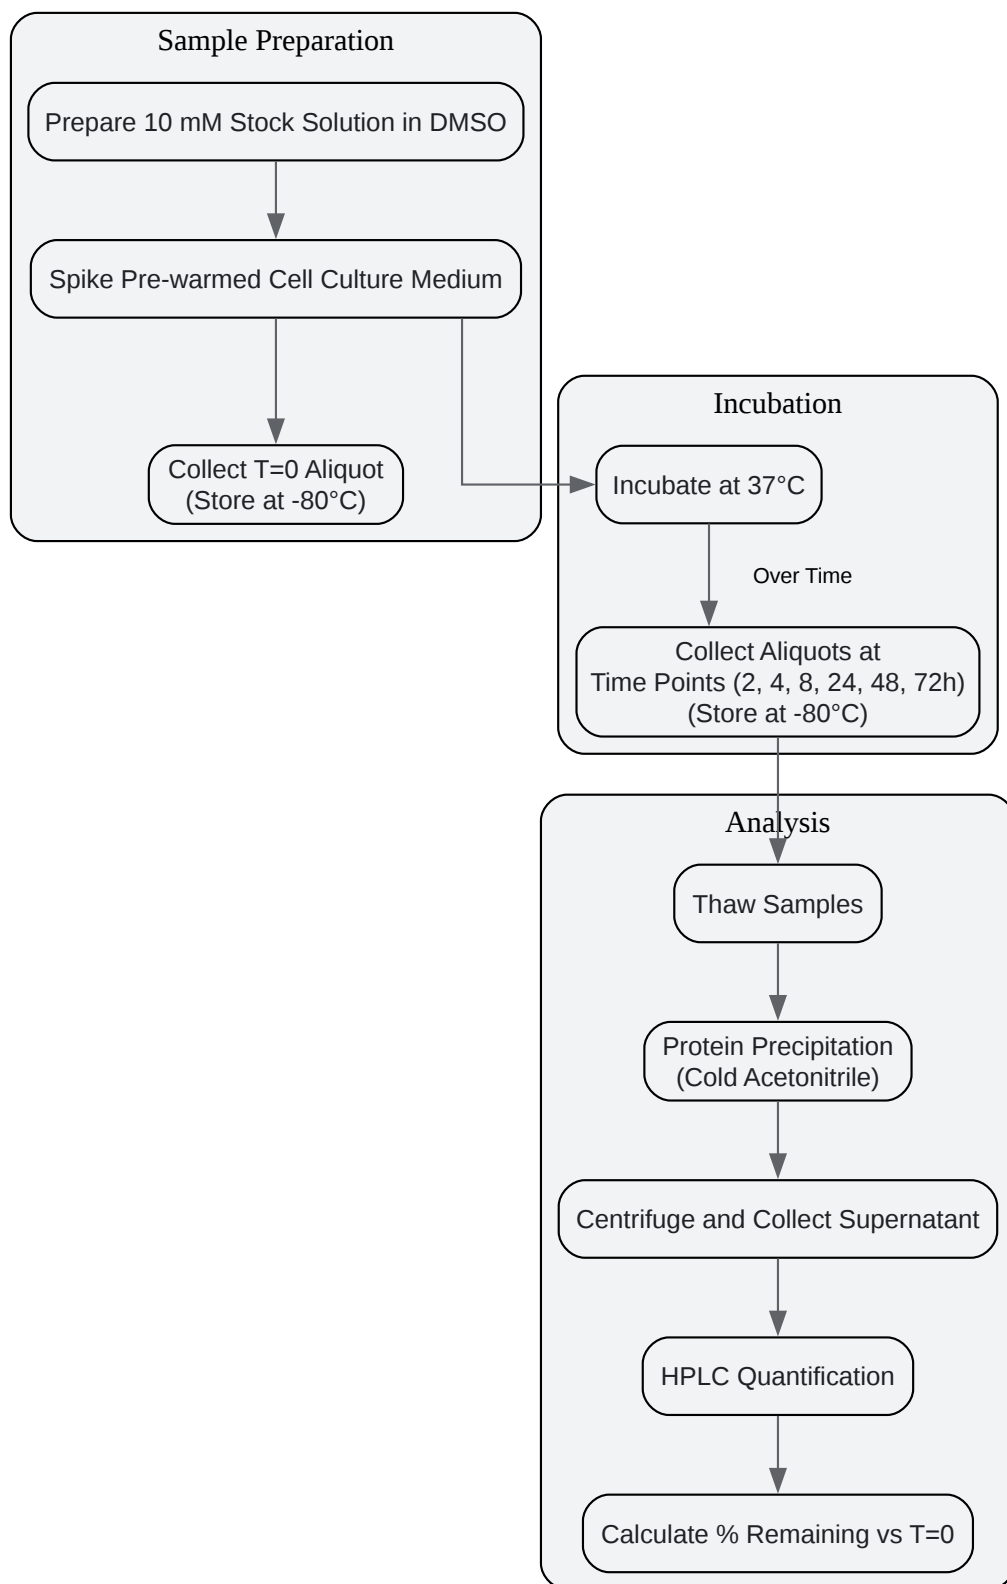 Sample Preparation
Prepare 10 mM Stock Solution in DMSO
Spike Pre-warmed Cell Culture Medium
Collect T=0 Aliquot
(Store at -80°C)
Incubation
Incubate at 37°C
Over Time
Collect Aliquots at
Time Points (2, 4, 8, 24, 48, 72h)
(Store at -80°C)
Analysis
Thaw Samples
Protein Precipitation
(Cold Acetonitrile)
Centrifuge and Collect Supernatant
HPLC Quantification
Calculate % Remaining vs T=0